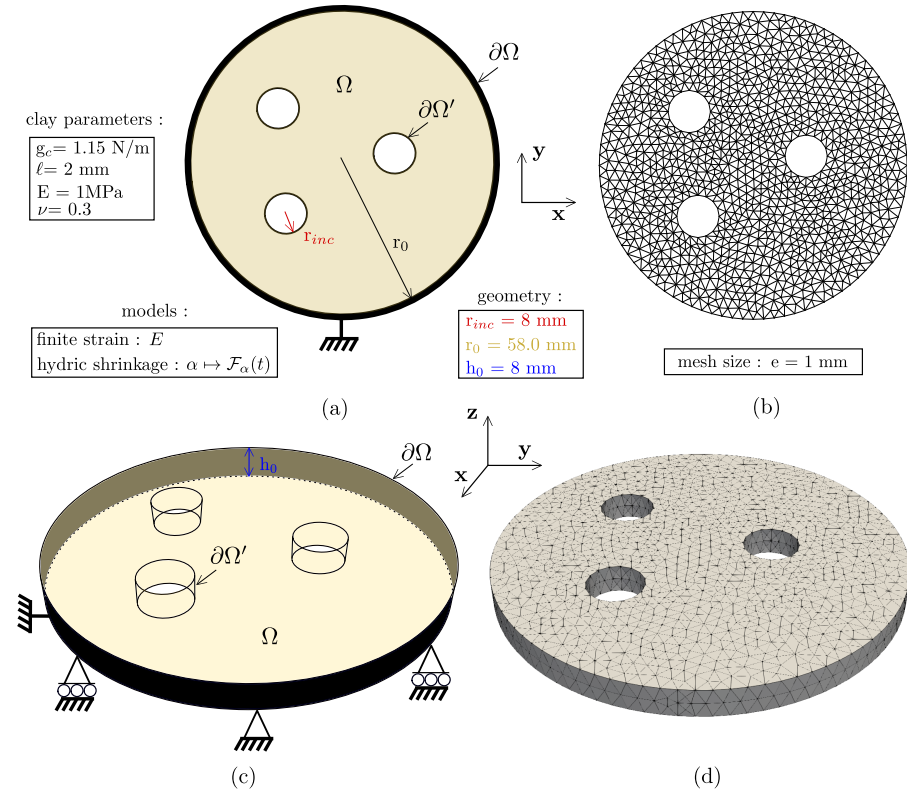 ∂Ω
Ω
∂Ω′
clay parameters :
g_c= 1.15 N/m
ℓ= 2 mm
E = 1MPa
ν= 0.3
y
x
r_inc
r_0
models :
finite strain : E
hydric shrinkage : α ↦ ℱ_α(t)
geometry :
r_inc = 8 mm
r_0 = 58.0 mm
h_0 = 8 mm
mesh size : e = 1 mm
(a)
(b)
z
y
x
h_0
∂Ω
∂Ω′
Ω
(c)
(d)